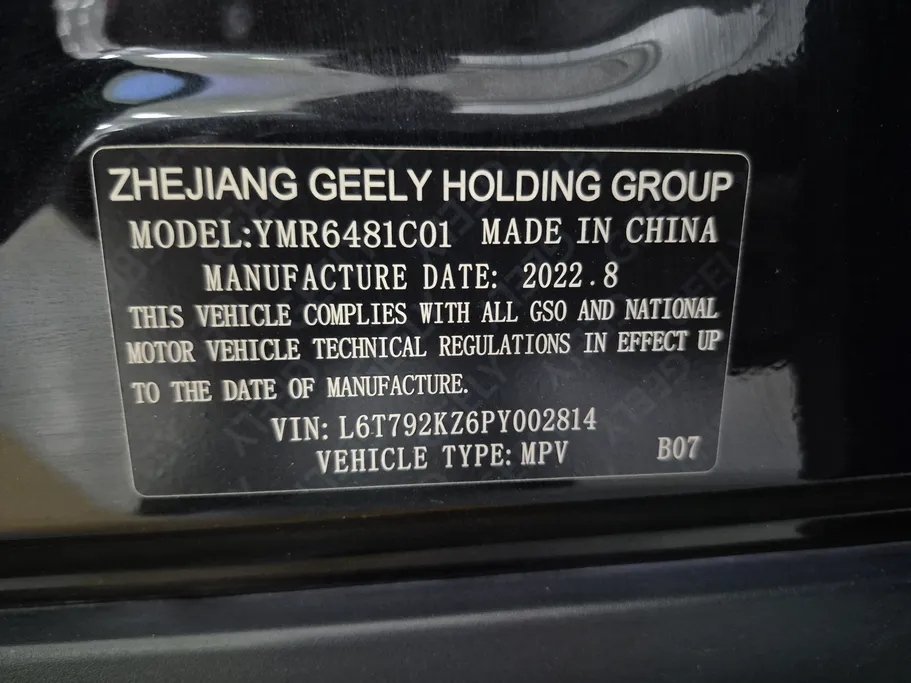 ZHEJIANG GEELY HOLDING GROUP
MODEL:YMR6481C01 MADE IN CHINA
MANUFACTURE DATE: 2022.8
THIS VEHICLE COMPLIES WITH ALL GSO AND NATIONAL
MOTOR VEHICLE TECHNICAL REGULATIONS IN EFFECT UP
TO THE DATE OF MANUFACTURE.
VIN: L6T792KZ6PY002814
VEHICLE TYPE: MPV B07